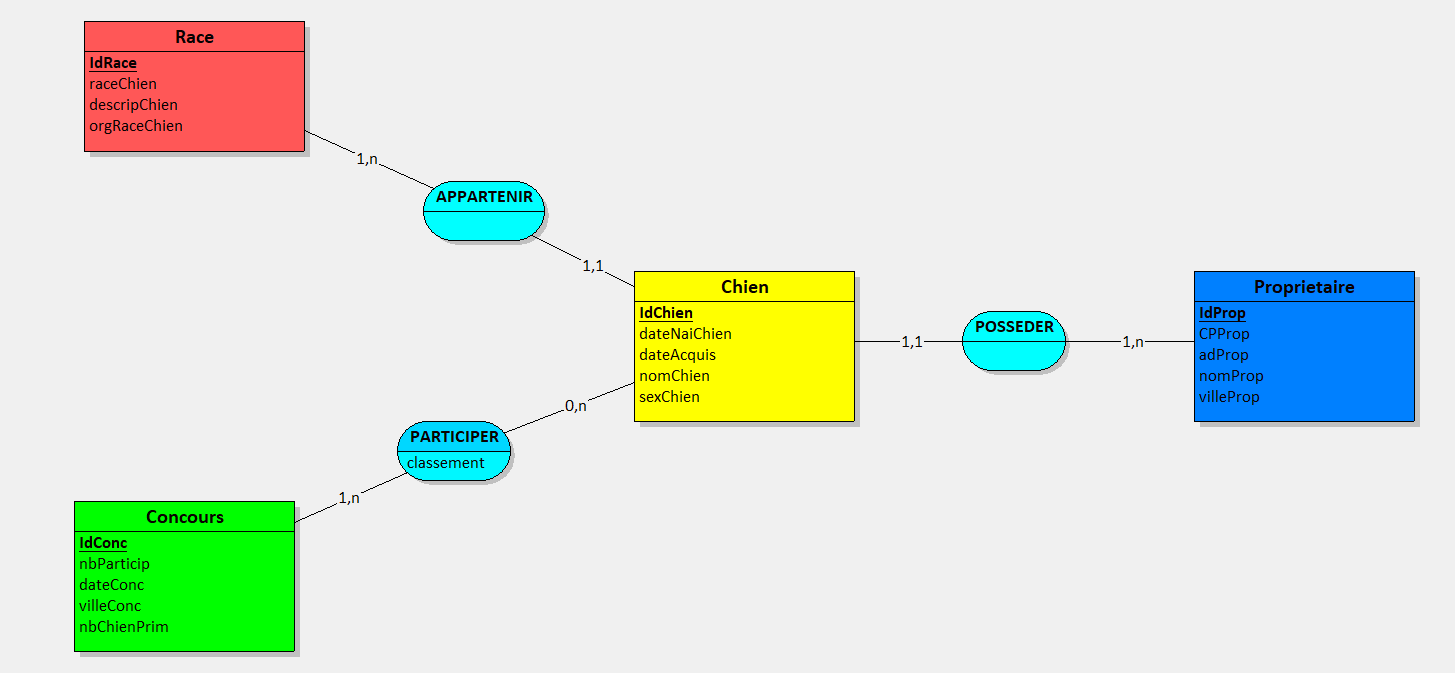 Race
IdRace
raceChien
descripChien
orgRaceChien
1,n
APPARTENIR
1,1
Chien
IdChien
dateNaiChien
dateAcquis
nomChien
sexChien
1,1
POSSEDER
1,n
Proprietaire
IdProp
CPProp
adProp
nomProp
villeProp
0,n
PARTICIPER
classement
1,n
Concours
IdConc
nbParticip
dateConc
villeConc
nbChienPrim